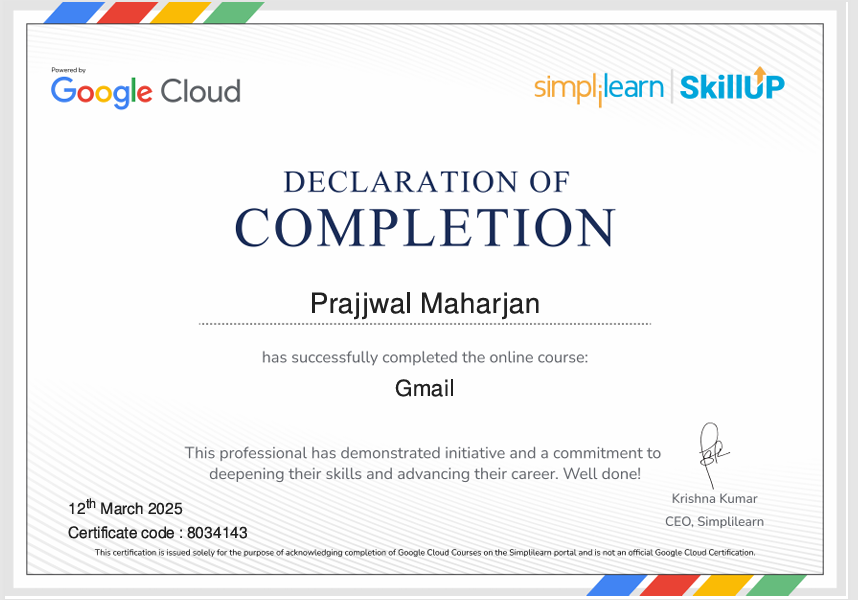 Powered by
Google Cloud
simplilearn | SkillUP
DECLARATION OF
COMPLETION
Prajjwal Maharjan
has successfully completed the online course:
Gmail
This professional has demonstrated initiative and a commitment to
deepening their skills and advancing their career. Well done!
Krishna Kumar
CEO, Simplilearn
12th March 2025
Certificate code : 8034143
This certification is issued solely for the purpose of acknowledging completion of Google Cloud Courses on the Simplilearn portal and is not an official Google Cloud Certification.